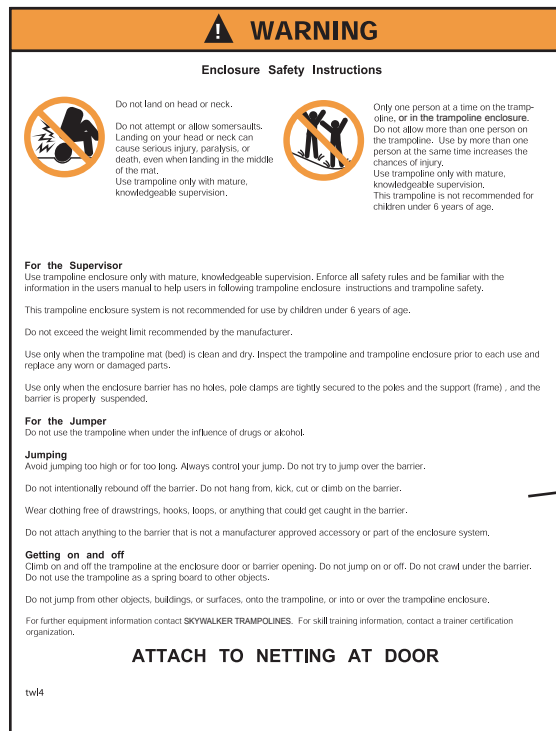 WARNING
Enclosure Safety Instructions
Do not land on head or neck.
Do not attempt or allow somersaults.
Landing on your head or neck can
cause serious injury, paralysis, or
death, even when landing in the middle
of the mat.
Use trampoline only with mature,
knowledgeable supervision.
Only one person at a time on the tramp-
oline, or in the trampoline enclosure.
Do not allow more than one person on
the trampoline. Use by more than one
person at the same time increases the
chances of injury.
Use trampoline only with mature,
knowledgeable supervision.
This trampoline is not recommended for
children under 6 years of age.
For the Supervisor
Use trampoline enclosure only with mature, knowledgeable supervision. Enforce all safety rules and be familiar with the
information in the users manual to help users in following trampoline enclosure instructions and trampoline safety.
This trampoline enclosure system is not recommended for use by children under 6 years of age.
Do not exceed the weight limit recommended by the manufacturer.
Use only when the trampoline mat (bed) is clean and dry. Inspect the trampoline and trampoline enclosure prior to each use and
replace any worn or damaged parts.
Use only when the enclosure barrier has no holes, pole clamps are tightly secured to the poles and the support (frame) , and the
barrier is properly suspended.
For the Jumper
Do not use the trampoline when under the influence of drugs or alcohol.
Jumping
Avoid jumping too high or for too long. Always control your jump. Do not try to jump over the barrier.
Do not intentionally rebound off the barrier. Do not hang from, kick, cut or climb on the barrier.
Wear clothing free of drawstrings, hooks, loops, or anything that could get caught in the barrier.
Do not attach anything to the barrier that is not a manufacturer approved accessory or part of the enclosure system.
Getting on and off
Climb on and off the trampoline at the enclosure door or barrier opening. Do not jump on or off. Do not crawl under the barrier.
Do not use the trampoline as a spring board to other objects.
Do not jump from other objects, buildings, or surfaces, onto the trampoline, or into or over the trampoline enclosure.
For further equipment information contact SKYWALKER TRAMPOLINES. For skill training information, contact a trainer certification
organization.
ATTACH TO NETTING AT DOOR
twl4